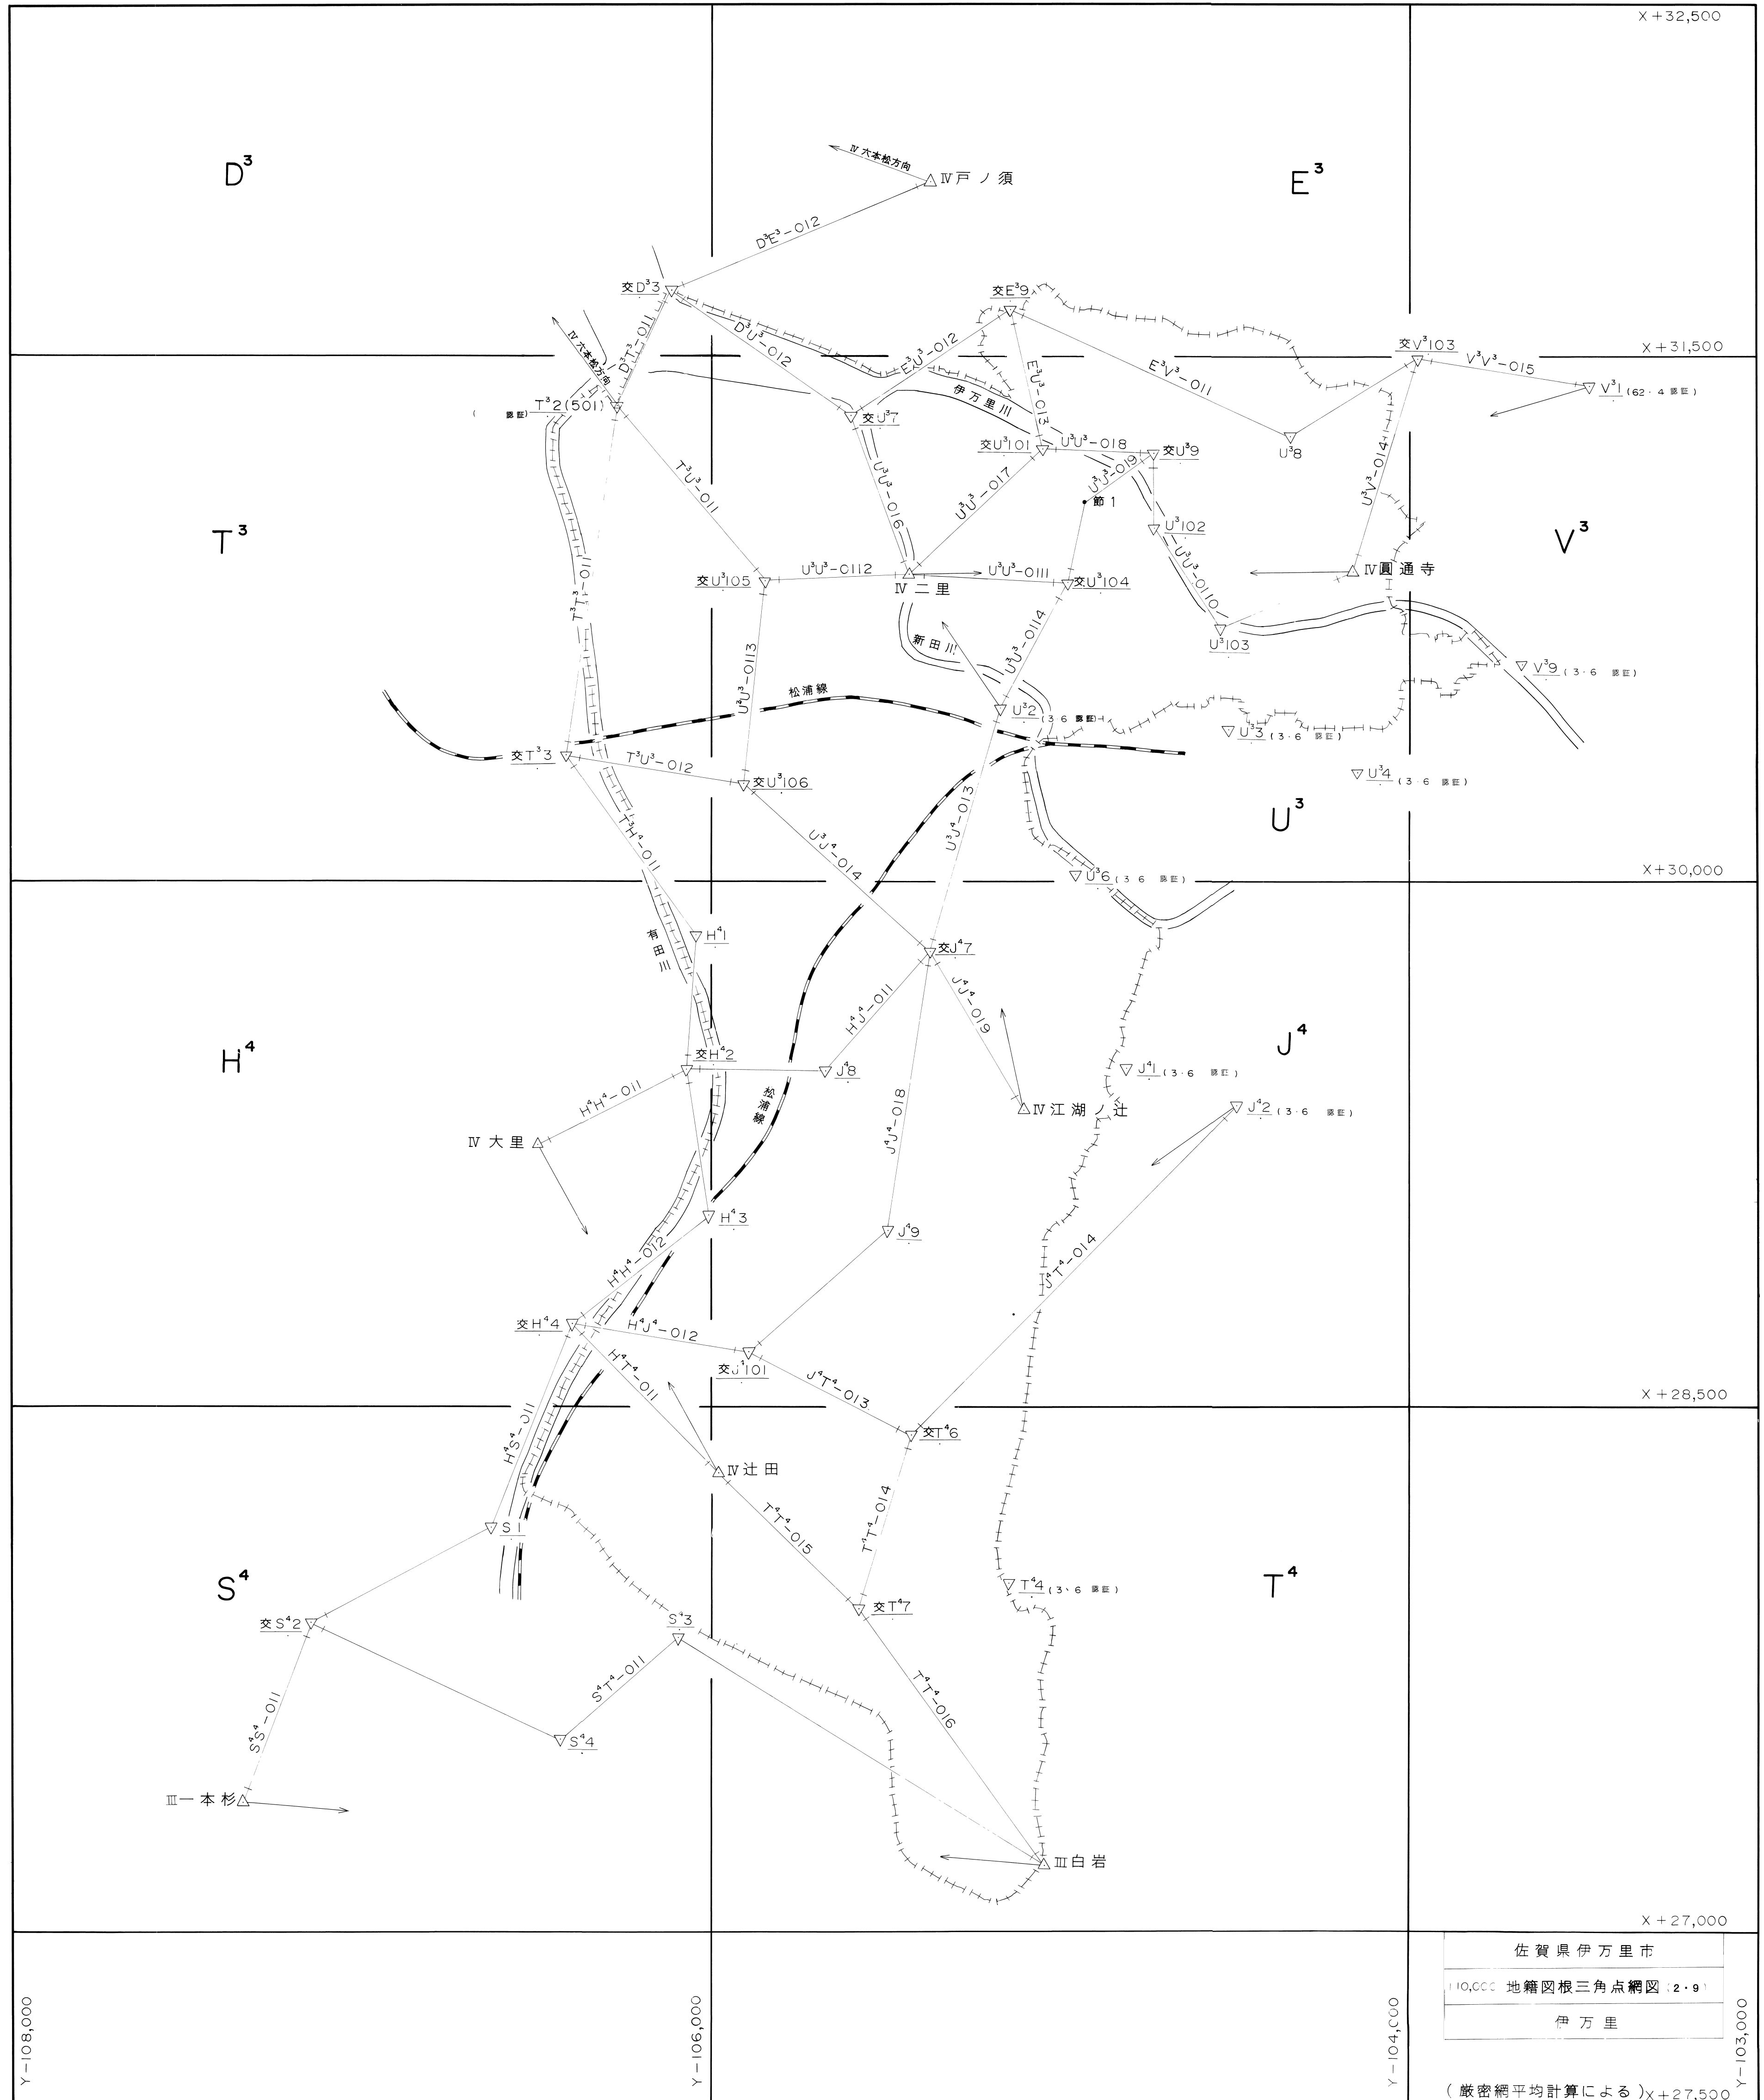 X+32,500
D³
E³
Ⅳ六本松方向
Ⅳ戸ノ須
D³E³-012
交D³3
交E³9
Ⅳ六本松方向
D³T³-011
D³U³-012
E³U³-012
E³U³-013
E³V³-011
交V³103
V³V³-015
X+31,500
V³1(62・4認証)
T³2(501)
(認証)
交U³7
伊万里川
交U³101
U³U³-018
交U³9
U³8
U³V³-014
T³U³-011
U³U³-016
U³U³-017
U³U³-019
節1
U³102
T³
V³
T³T³-011
交U³105
U³U³-0112
Ⅳ二里
U³U³-0111
交U³104
U³U³-0110
Ⅳ圓通寺
U³103
U³U³-0113
新田川
U³U³-0114
V³9(3・6 認証)
松浦線
U³2(3・6 認証)
U³3(3・6 認証)
交T³3
T³U³-012
交U³106
U³4(3・6 認証)
U³
T³H⁴-011
U³J⁴-014
U³J⁴-013
U³6(3・6 認証)
X+30,000
H⁴1
有田川
交J⁴7
H⁴J⁴-011
J⁴J⁴-019
H⁴
J⁴
交H⁴2
J⁴8
J⁴1(3・6 認証)
H⁴H⁴-011
松浦線
J⁴J⁴-018
Ⅳ江湖ノ辻
J⁴2(3・6 認証)
Ⅳ大里
H⁴3
J⁴9
H⁴H⁴-012
J⁴T⁴-014
交H⁴4
H⁴J⁴-012
交J⁴101
H⁴T⁴-011
J⁴T⁴-013
X+28,500
H⁴S⁴-011
交T⁴6
Ⅳ辻田
S1
T⁴T⁴-015
T⁴T⁴-014
S⁴
T⁴
T⁴4(3・6 認証)
交S⁴2
S⁴3
交T⁴7
S⁴T⁴-011
T⁴T⁴-016
S⁴S⁴-011
S⁴4
Ⅲ一本杉
Ⅲ白岩
X+27,000
佐賀県伊万里市
地籍図根三角点網図(2・9)
伊万里
Y-108,000
Y-106,000
Y-104,000
Y-103,000
(厳密網平均計算による)
X+27,500